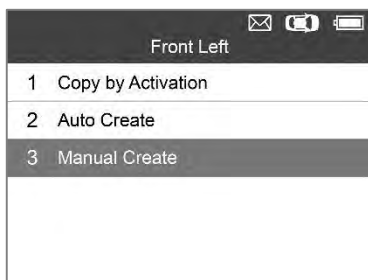 Front Left
1 Copy by Activation
2 Auto Create
3 Manual Create